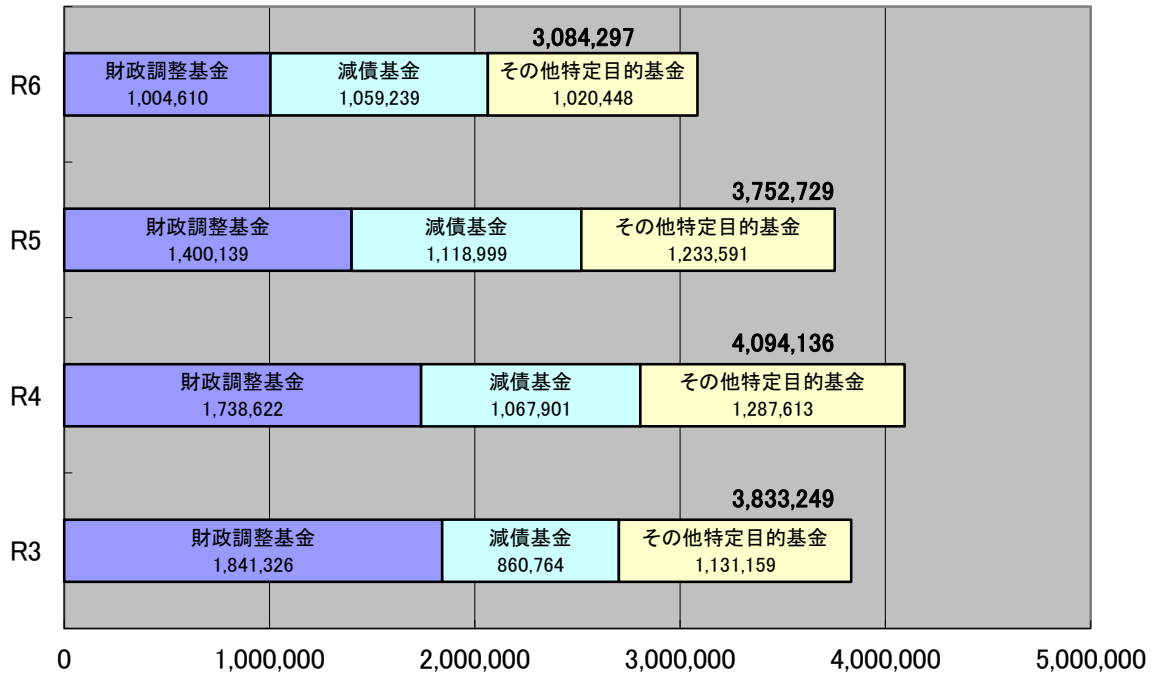 3,084,297
R6
財政調整基金
1,004,610
減債基金
1,059,239
その他特定目的基金
1,020,448
3,752,729
R5
財政調整基金
1,400,139
減債基金
1,118,999
その他特定目的基金
1,233,591
4,094,136
R4
財政調整基金
1,738,622
減債基金
1,067,901
その他特定目的基金
1,287,613
3,833,249
R3
財政調整基金
1,841,326
減債基金
860,764
その他特定目的基金
1,131,159
0 1,000,000 2,000,000 3,000,000 4,000,000 5,000,000